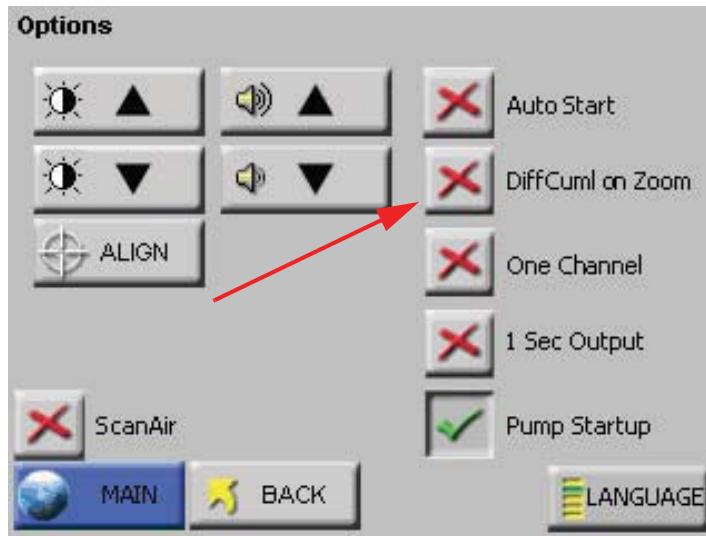 Options
Auto Start
DiffCuml on Zoom
ALIGN
One Channel
1 Sec Output
ScanAir
Pump Startup
MAIN
BACK
LANGUAGE